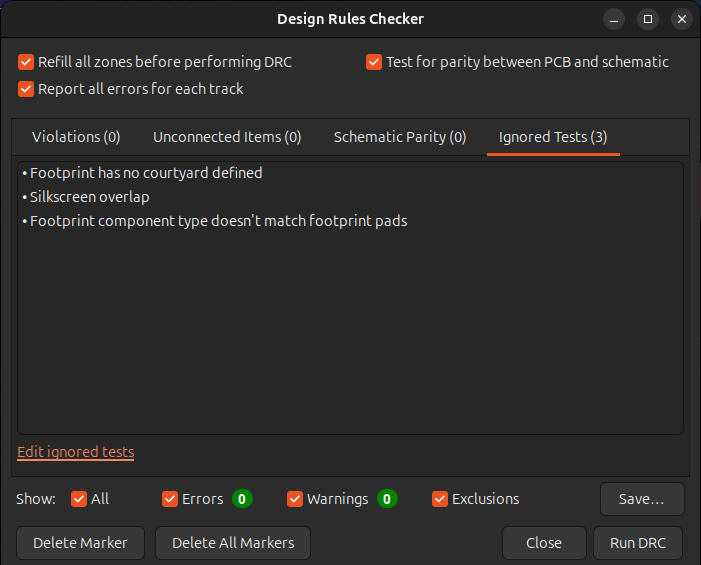 Design Rules Checker
Refill all zones before performing DRC
Test for parity between PCB and schematic
Report all errors for each track
Violations (0) Unconnected Items (0) Schematic Parity (0) Ignored Tests (3)
• Footprint has no courtyard defined
• Silkscreen overlap
• Footprint component type doesn't match footprint pads
Edit ignored tests
Show: All Errors 0 Warnings 0 Exclusions Save...
Delete Marker Delete All Markers Close Run DRC